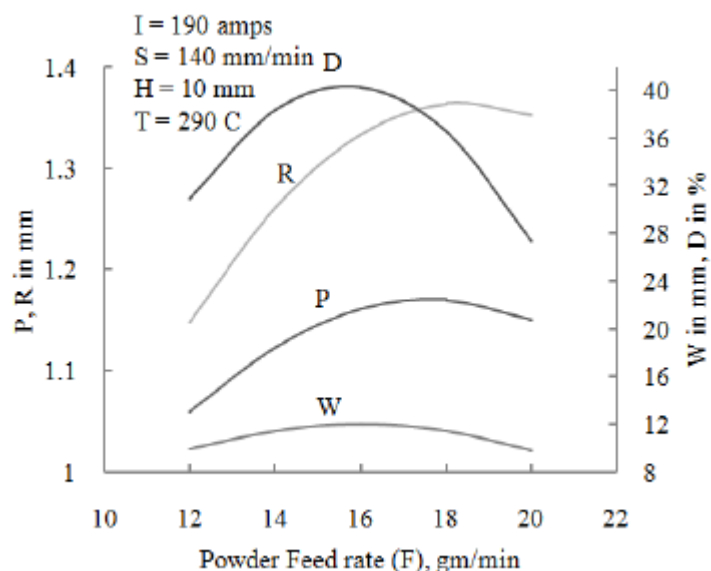 I = 190 amps
S = 140 mm/min
H = 10 mm
T = 290 C
D
R
P
W
P, R in mm
1.4
1.3
1.2
1.1
1
W in mm, D in %
40
36
32
28
24
20
16
12
8
10 12 14 16 18 20 22
Powder Feed rate (F), gm/min